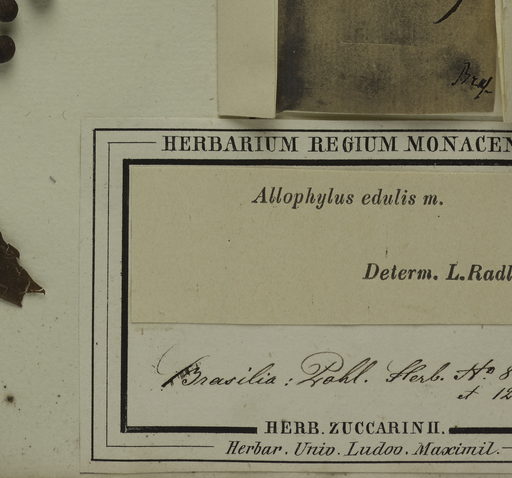 HERBARIUM REGIUM MONACEN
Allophylus edulis m.
Determ. L.Radl
Brasilia: Pohl. Herb. No. 8
et 12
HERB. ZUCCARINII.
Herbar. Univ. Ludov. Maximil.